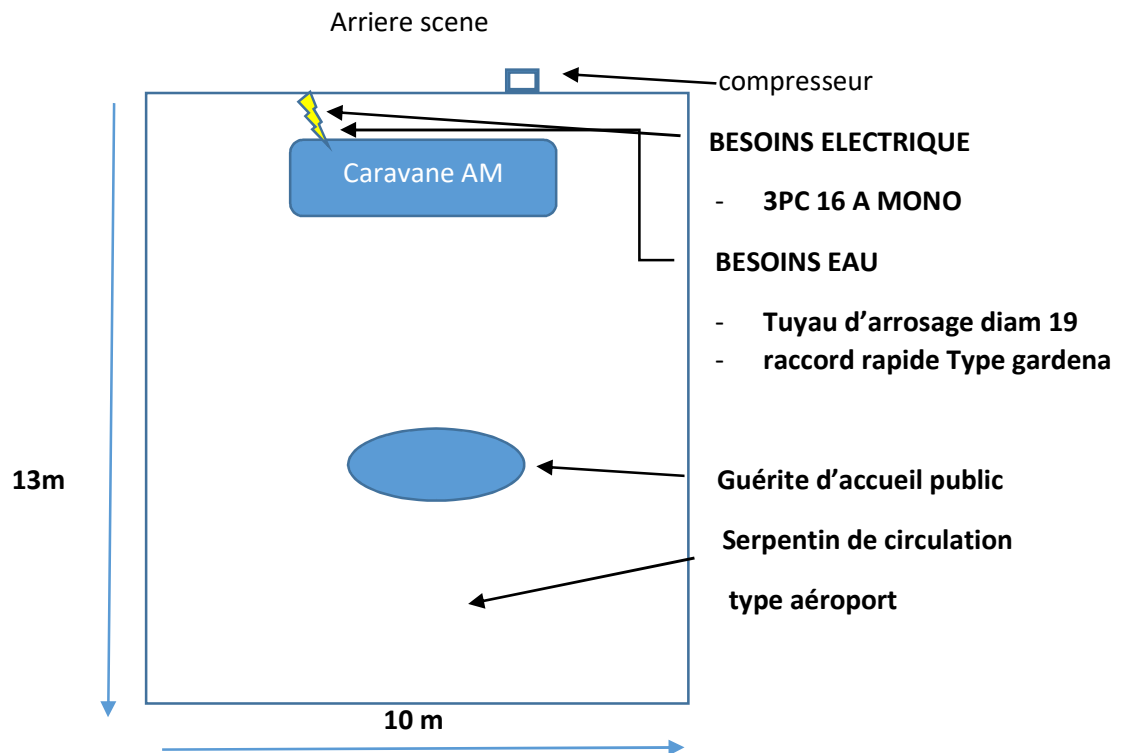 Arriere scene
compresseur
BESOINS ELECTRIQUE
Caravane AM
- 3PC 16 A MONO
BESOINS EAU
- Tuyau d’arrosage diam 19
- raccord rapide Type gardena
13m
Guérite d’accueil public
Serpentin de circulation
type aéroport
10 m